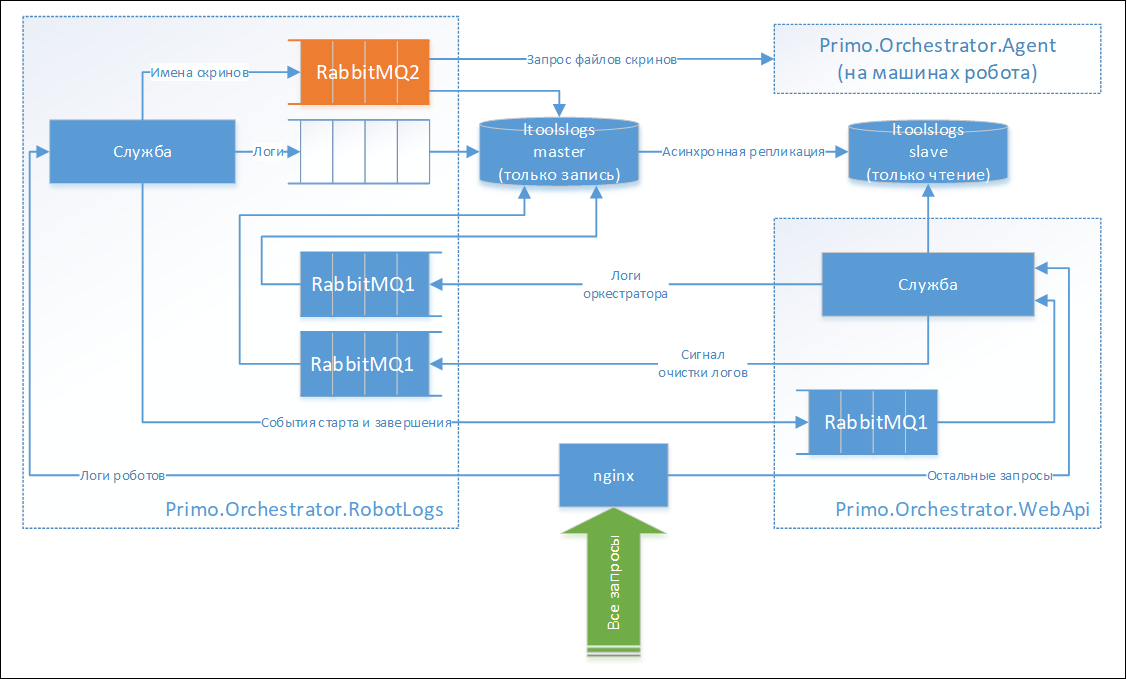 Primo.Orchestrator.Agent
(на машинах робота)
Запрос файлов скринов
Имена скринов
RabbitMQ2
Служба
Логи
ltoolslogs
master
(только запись)
Асинхронная репликация
ltoolslogs
slave
(только чтение)
RabbitMQ1
Логи
оркестратора
Служба
RabbitMQ1
Сигнал
очистки логов
События старта и завершения
RabbitMQ1
Логи роботов
nginx
Остальные запросы
Primo.Orchestrator.RobotLogs
Primo.Orchestrator.WebApi
Все запросы